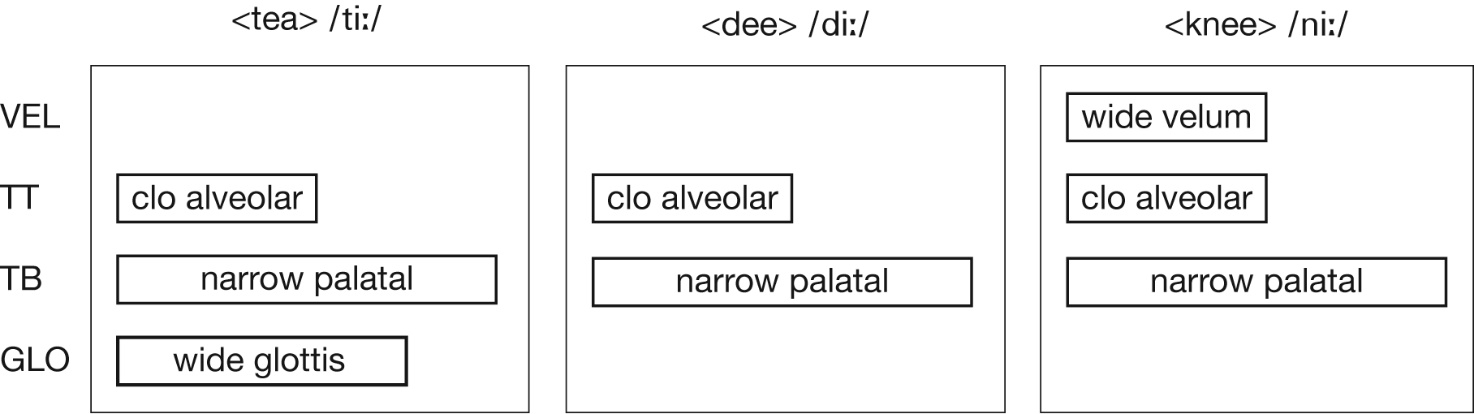 <tea> /tiː/ <dee> /diː/ <knee> /niː/
VEL wide velum
TT clo alveolar clo alveolar clo alveolar
TB narrow palatal narrow palatal narrow palatal
GLO wide glottis